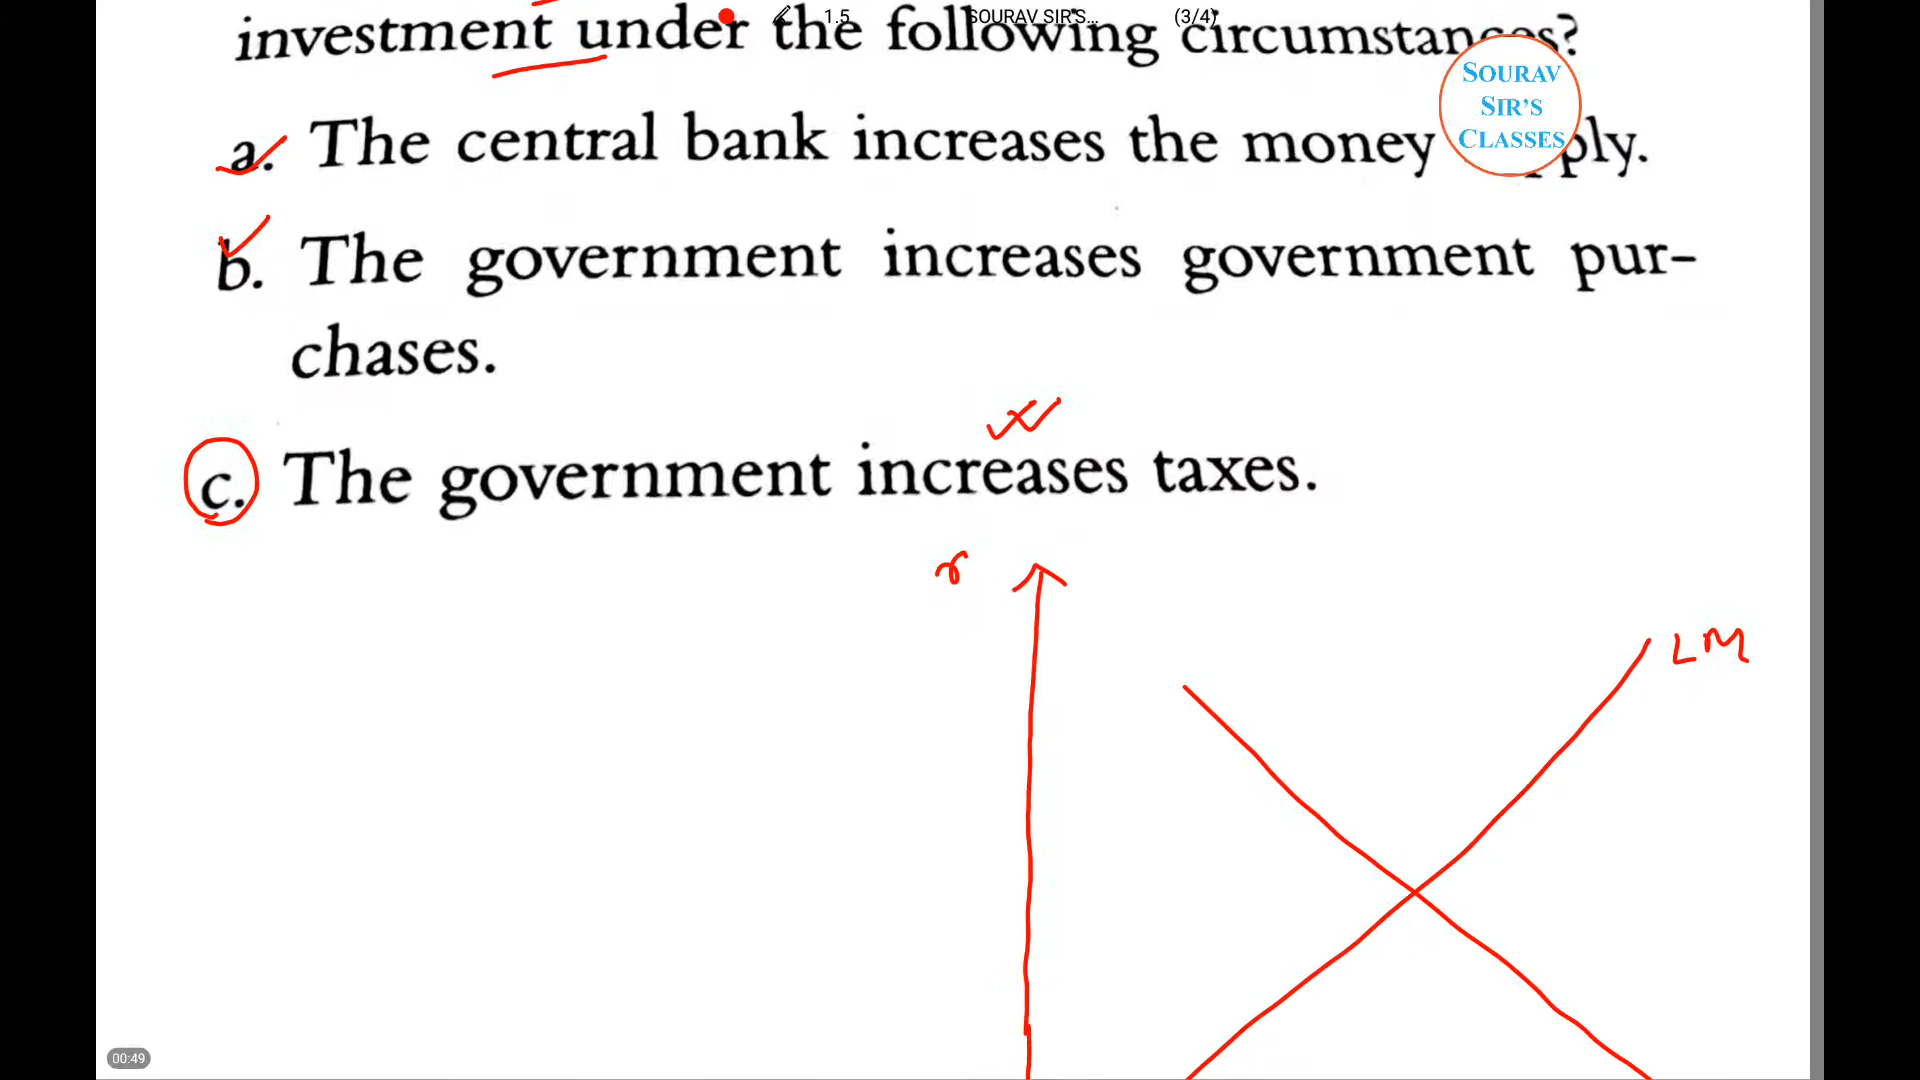 1.5 SOURAV SIR'S... (3/4)
investment under the following circumstances?
SOURAV
SIR'S
CLASSES
a. The central bank increases the money
b. The government increases government pur-
chases.
c. The government increases taxes.
r
LM
00:49